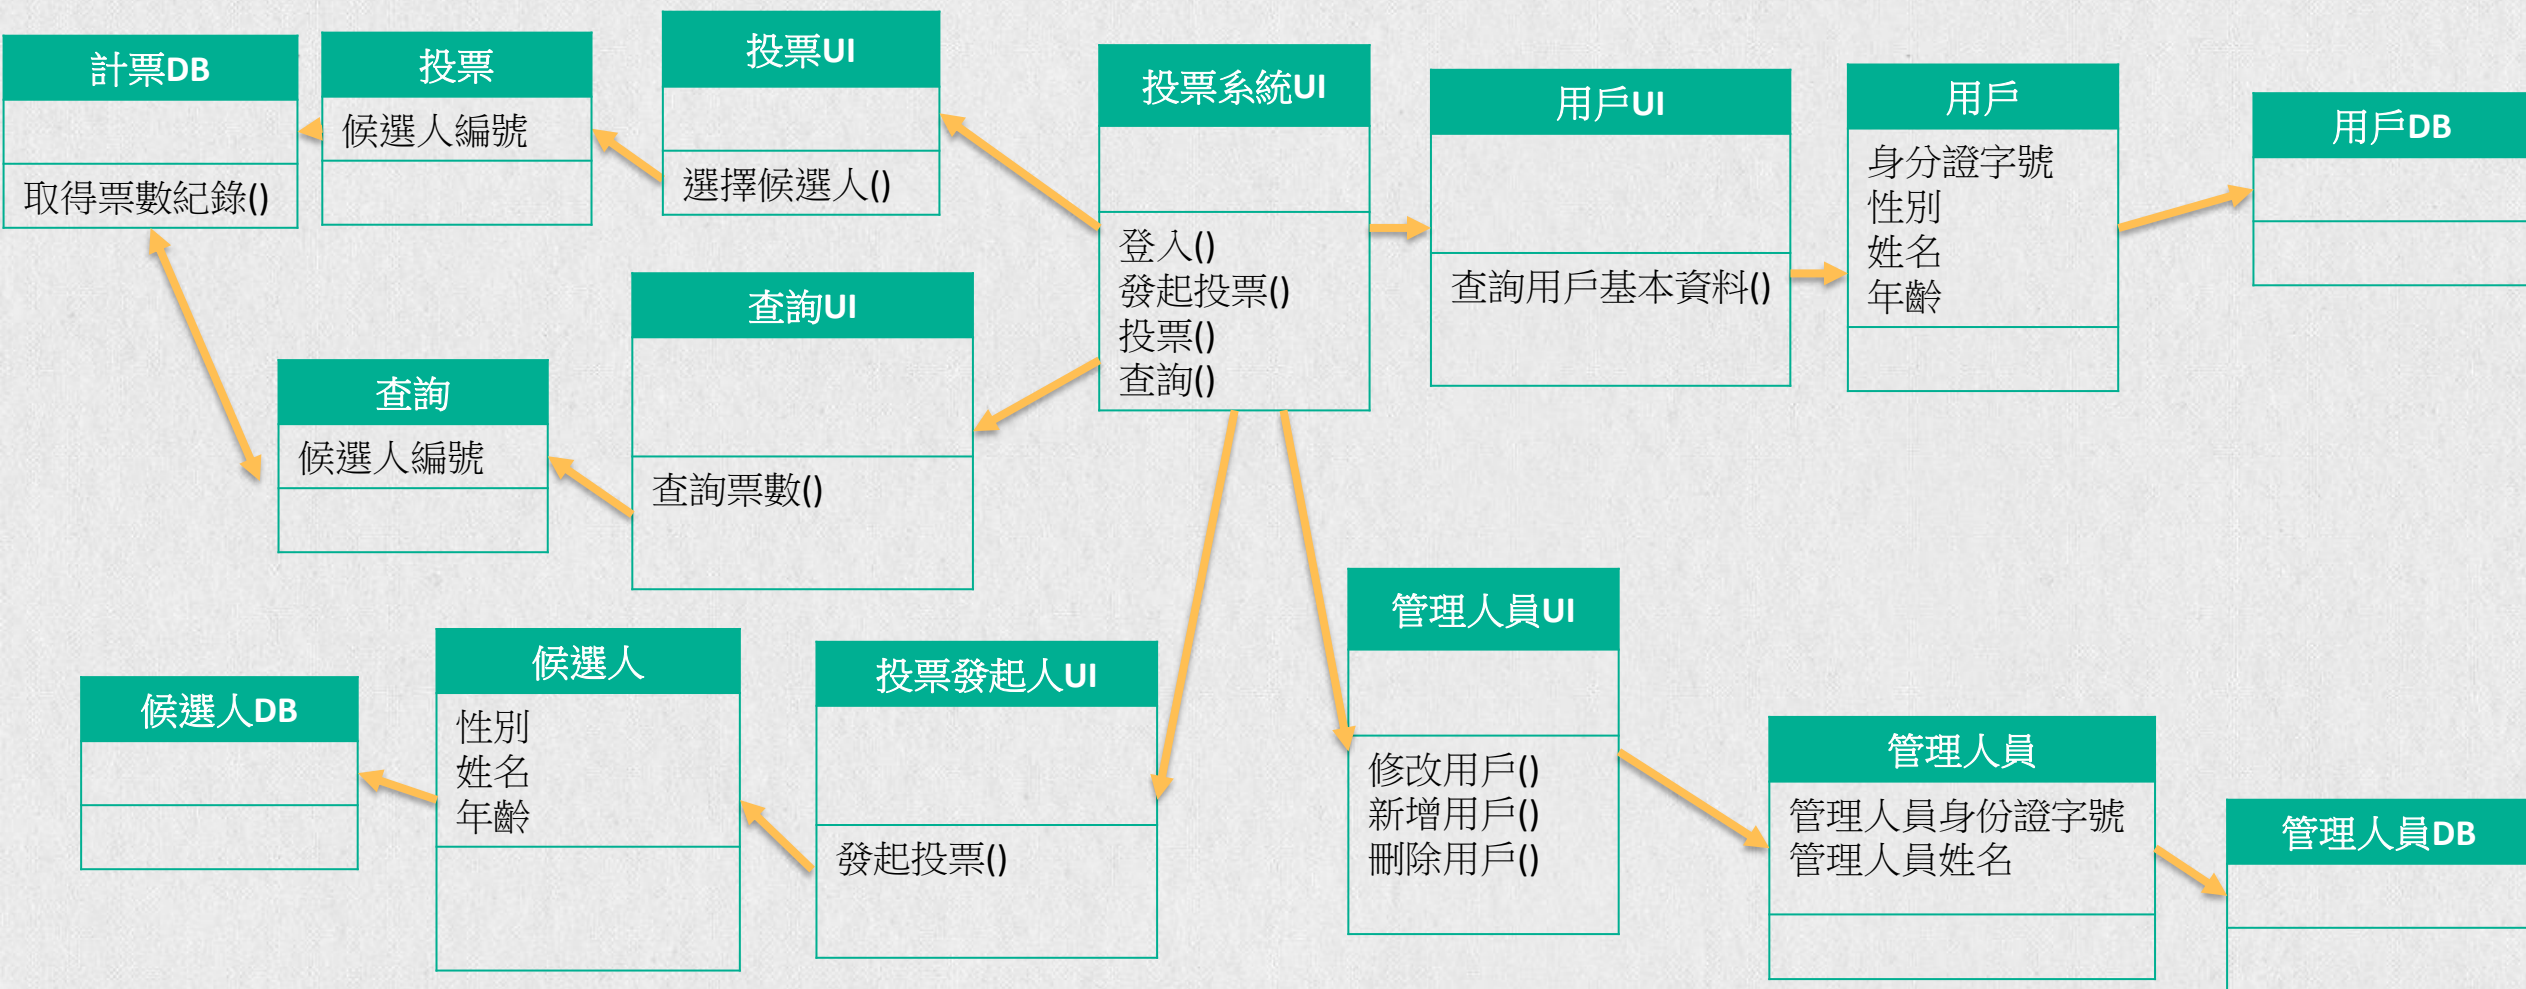 計票DB
取得票數紀錄()
投票
候選人編號
投票UI
選擇候選人()
投票系統UI
登入()
發起投票()
投票()
查詢()
用戶UI
查詢用戶基本資料()
用戶
身分證字號
性別
姓名
年齡
用戶DB
查詢
候選人編號
查詢UI
查詢票數()
候選人DB
候選人
性別
姓名
年齡
投票發起人UI
發起投票()
管理人員UI
修改用戶()
新增用戶()
刪除用戶()
管理人員
管理人員身份證字號
管理人員姓名
管理人員DB